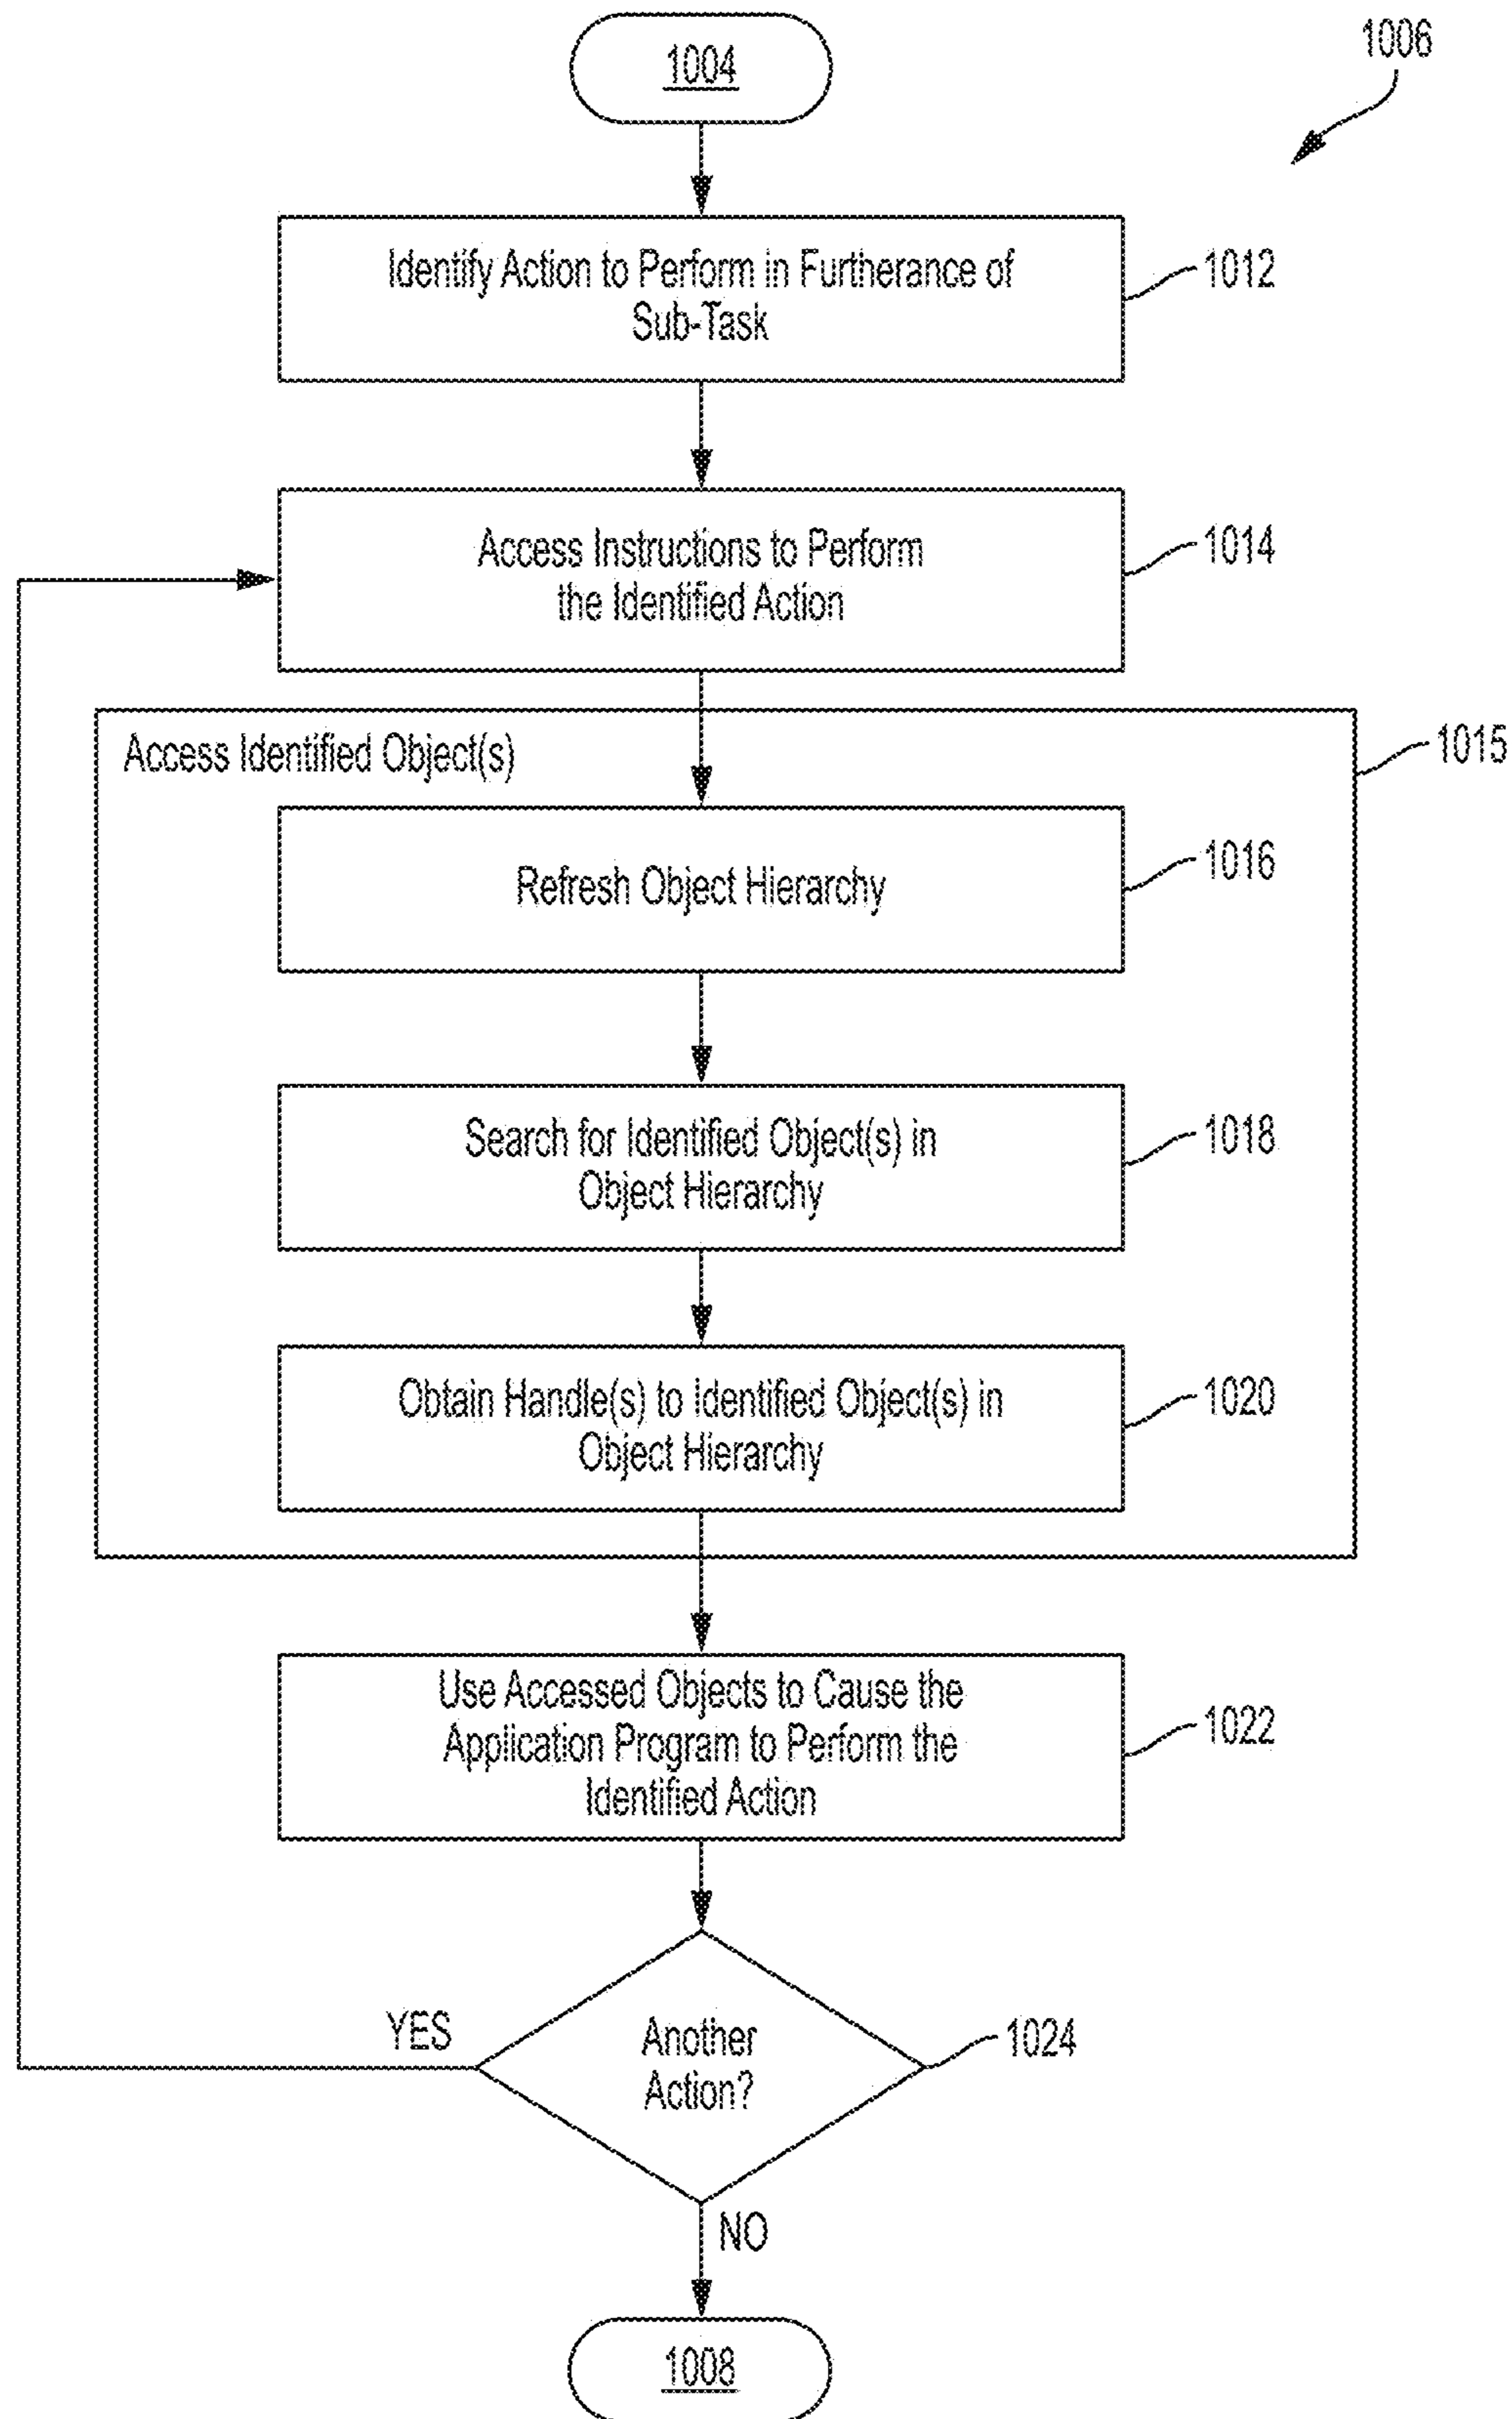 1004
1006
Identify Action to Perform in Furtherance of
Sub-Task
1012
Access Instructions to Perform
the Identified Action
1014
Access Identified Object(s)
1015
Refresh Object Hierarchy
1016
Search for Identified Object(s) in
Object Hierarchy
1018
Obtain Handle(s) to Identified Object(s) in
Object Hierarchy
1020
Use Accessed Objects to Cause the
Application Program to Perform the
Identified Action
1022
YES
Another
Action?
1024
NO
1008